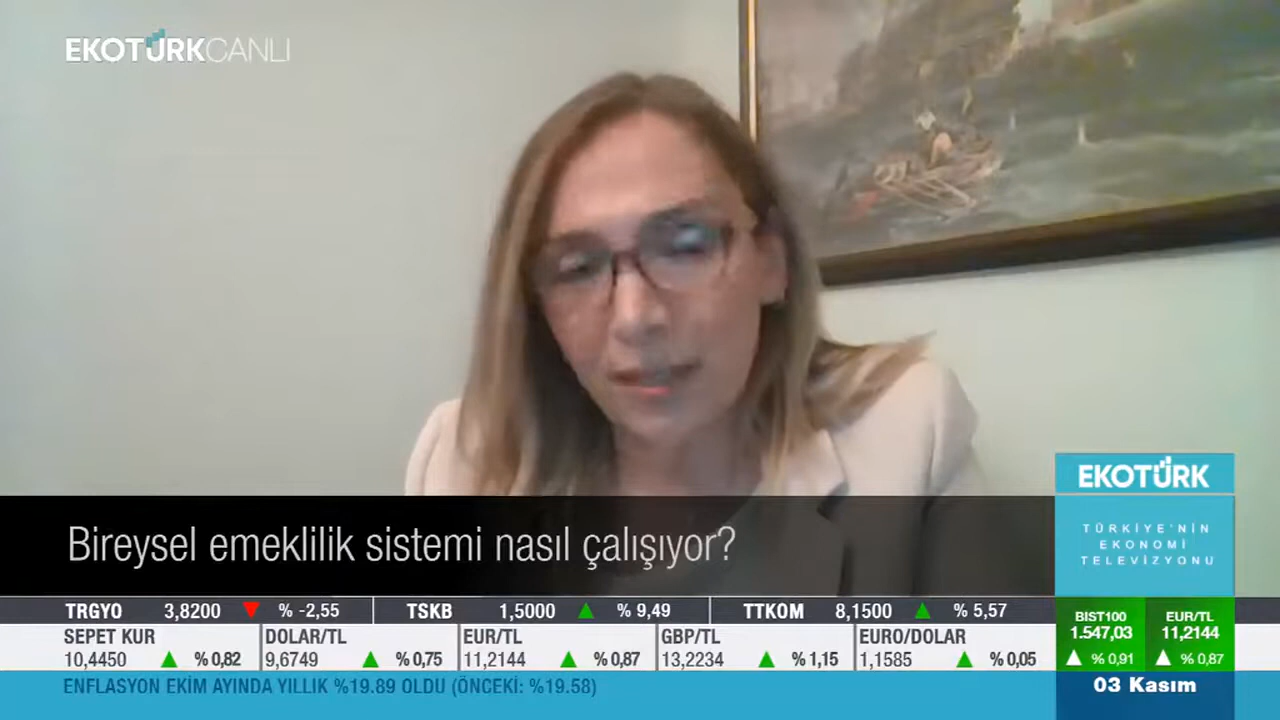 EKOTÜRK CANLI
EKOTÜRK
TÜRKİYE'NİN
EKONOMİ
TELEVİZYONU
Bireysel emeklilik sistemi nasıl çalışıyor?
TRGYO 3,8200 % -2,55 TSKB 1,5000 % 9,49 TTKOM 8,1500 % 5,57
SEPET KUR DOLAR/TL EUR/TL GBP/TL EURO/DOLAR
10,4450 % 0,82 9,6749 % 0,75 11,2144 % 0,87 13,2234 % 1,15 1,1585 % 0,05
BIST100 EUR/TL
1.547,03 11,2144
% 0,91 % 0,87
ENFLASYON EKİM AYINDA YILLIK %19.89 OLDU (ÖNCEKİ: %19.58)
03 Kasım